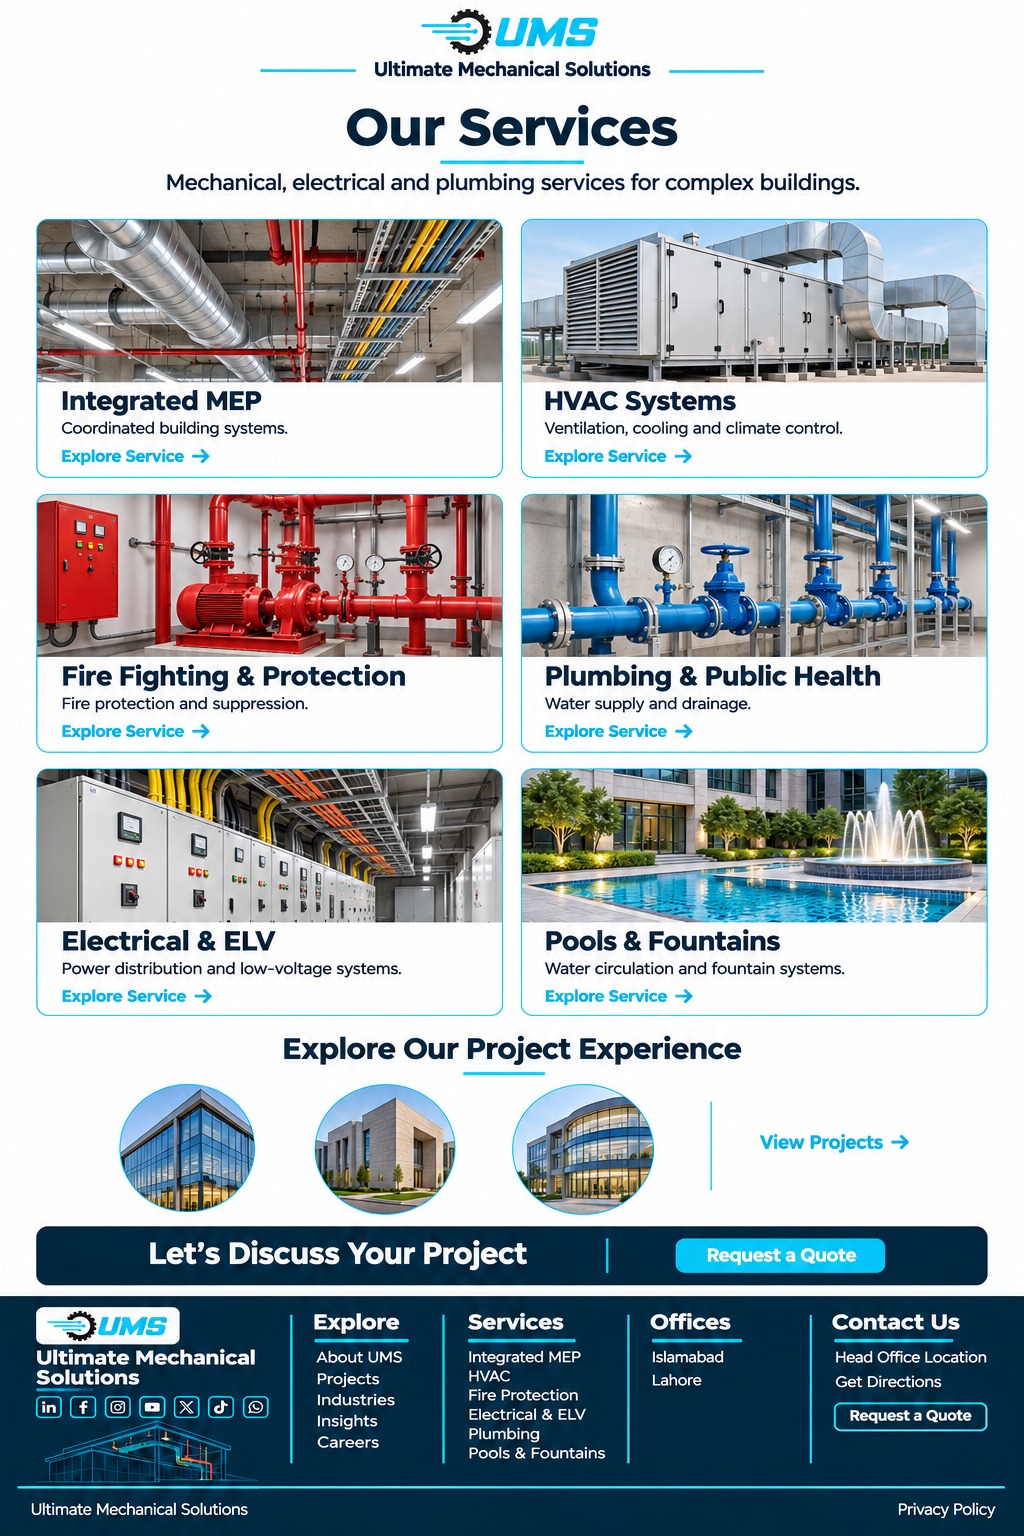 UMS
Ultimate Mechanical Solutions
Our Services
Mechanical, electrical and plumbing services for complex buildings.
Integrated MEP
Coordinated building systems.
Explore Service →
HVAC Systems
Ventilation, cooling and climate control.
Explore Service →
Fire Fighting & Protection
Fire protection and suppression.
Explore Service →
Plumbing & Public Health
Water supply and drainage.
Explore Service →
Electrical & ELV
Power distribution and low-voltage systems.
Explore Service →
Pools & Fountains
Water circulation and fountain systems.
Explore Service →
Explore Our Project Experience
View Projects →
Let's Discuss Your Project
Request a Quote
UMS
Ultimate Mechanical
Solutions
Explore
About UMS
Projects
Industries
Insights
Careers
Services
Integrated MEP
HVAC
Fire Protection
Electrical & ELV
Plumbing
Pools & Fountains
Offices
Islamabad
Lahore
Contact Us
Head Office Location
Get Directions
Request a Quote
Ultimate Mechanical Solutions
Privacy Policy